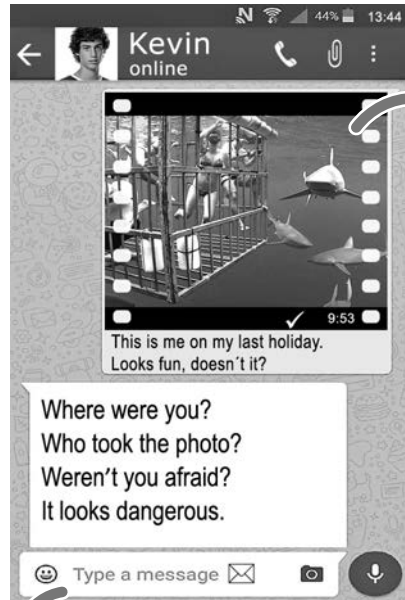 44% 13:44
Kevin
online
9:53
This is me on my last holiday.
Looks fun, doesn´t it?
Where were you?
Who took the photo?
Weren't you afraid?
It looks dangerous.
Type a message